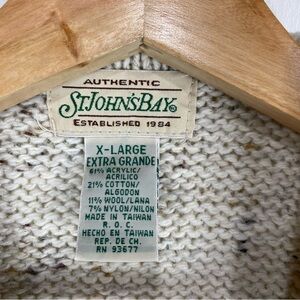 AUTHENTIC
ST.JOHN'S BAY®
ESTABLISHED 1984
X-LARGE
EXTRA GRANDE
61% ACRYLIC/
ACRILICO
21% COTTON/
ALGODON
11% WOOL/LANA
7% NYLON/NILON
MADE IN TAIWAN
R. O. C.
HECHO EN TAIWAN
REP. DE CH.
RN 93677